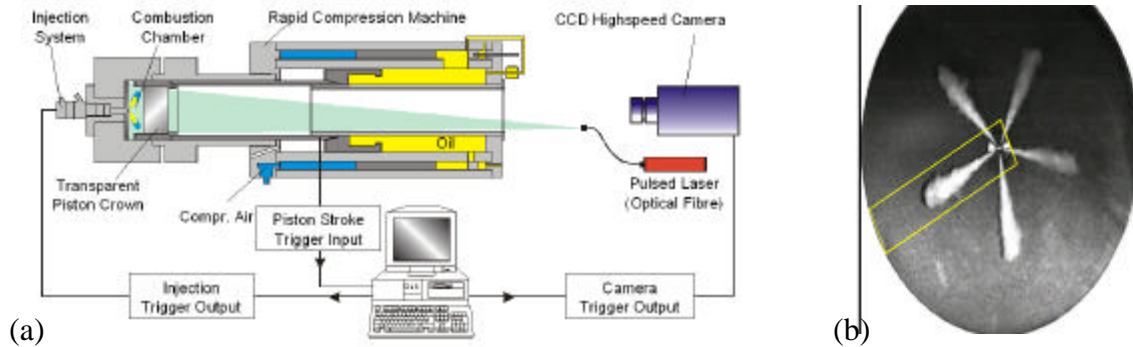 Injection
System
Combustion
Chamber
Rapid Compression Machine
CCD Highspeed Camera
Oil
Transparent
Piston Crown
Compr. Air
Pulsed Laser
(Optical Fibre)
Piston Stroke
Trigger Input
Injection
Trigger Output
Camera
Trigger Output
(a)
(b)